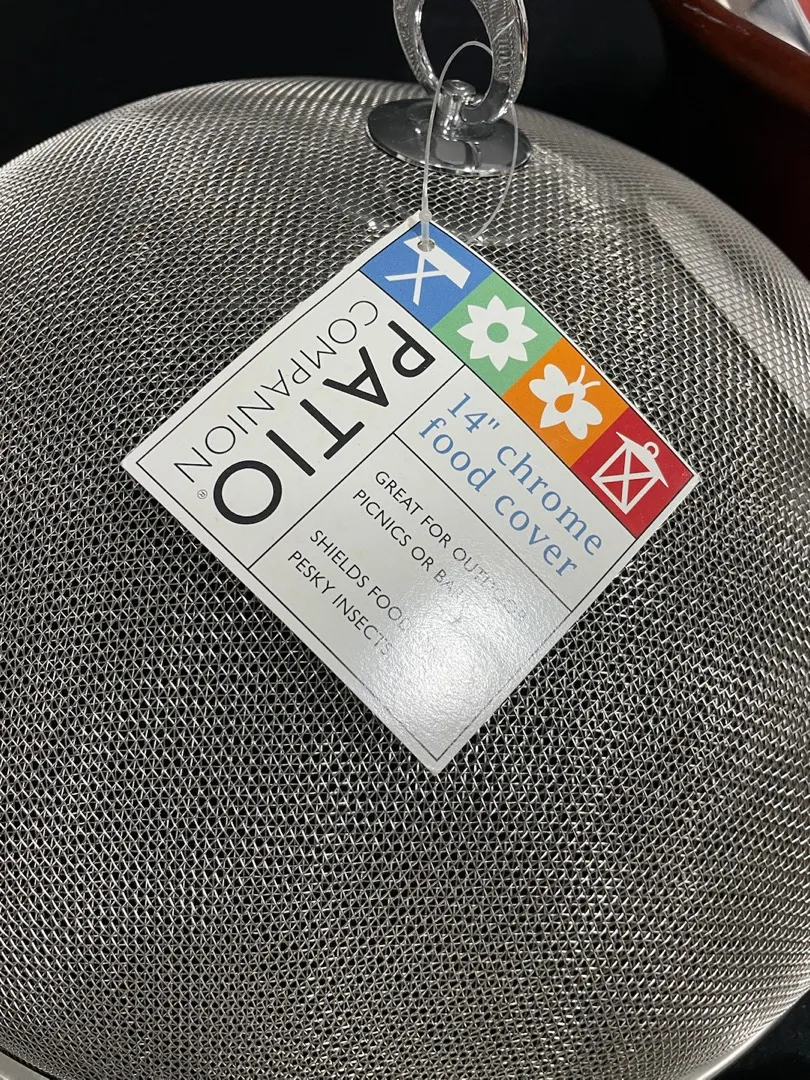 PATIO
COMPANION®
14" chrome
food cover
GREAT FOR OUTDOOR
PICNICS OR
SHIELDS FOOD
PESKY INSECTS